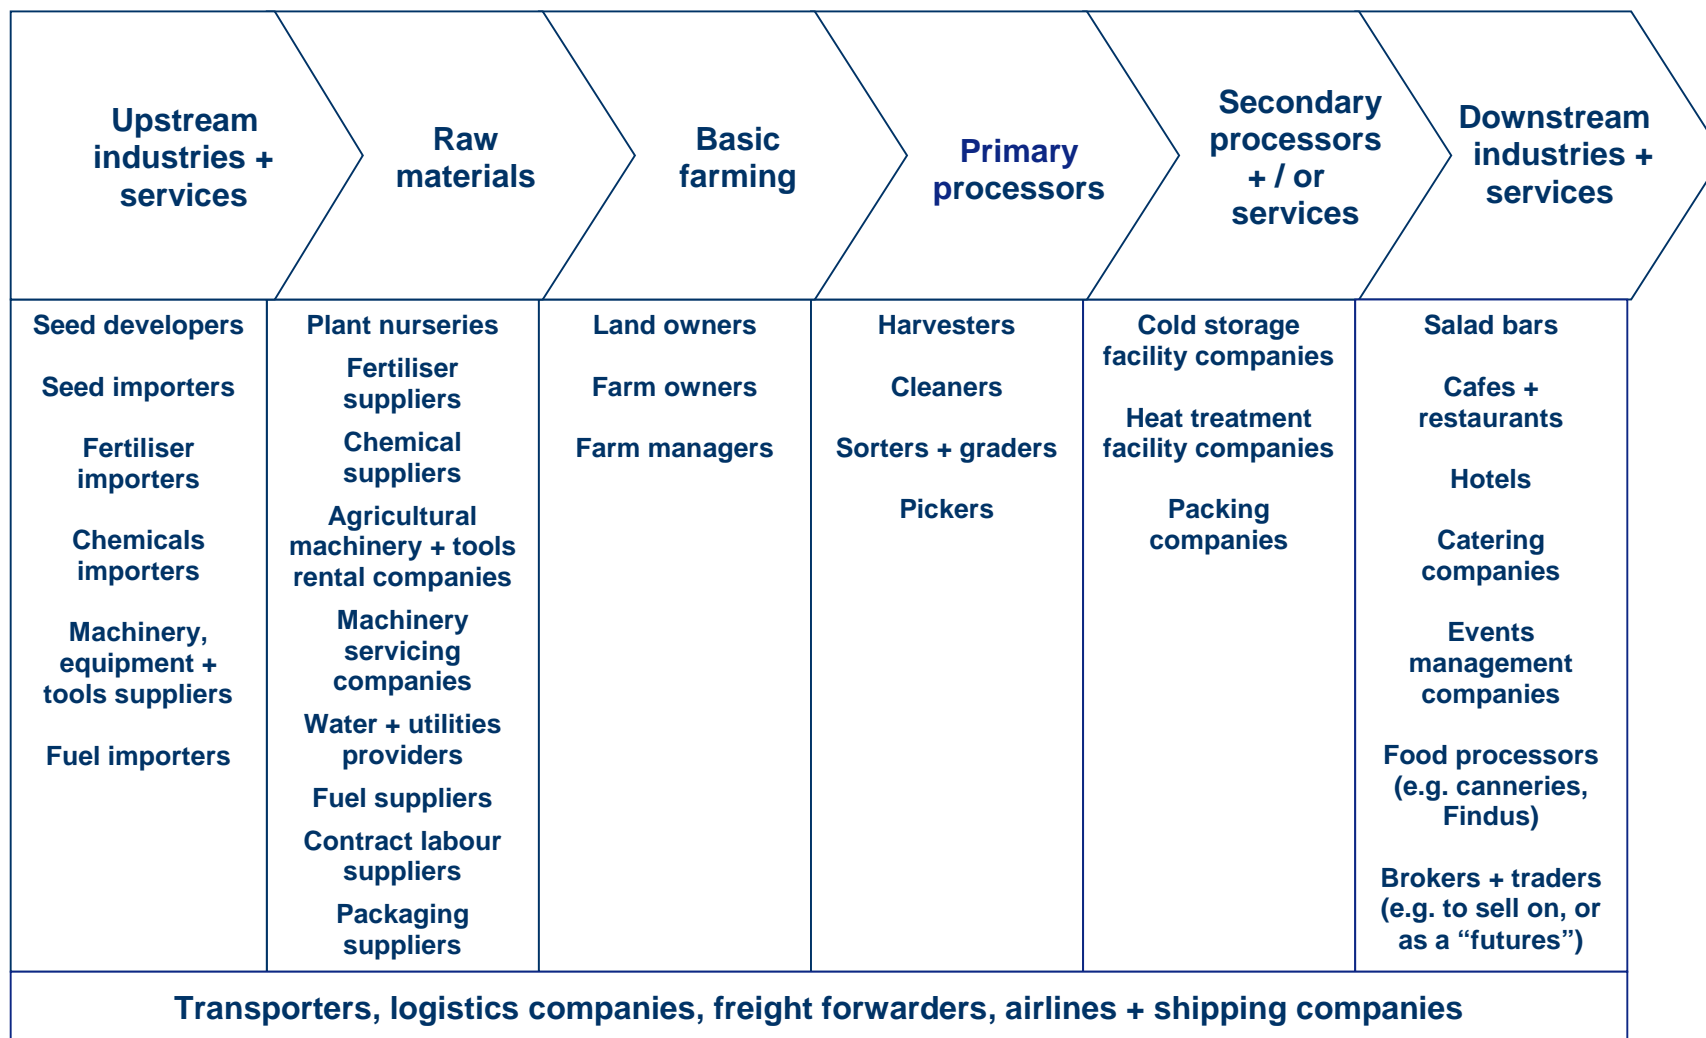 Upstream
industries +
services
Raw
materials
Basic
farming
Primary
processors
Secondary
processors
+ / or
services
Downstream
industries +
services
Seed developers
Seed importers
Fertiliser
importers
Chemicals
importers
Machinery,
equipment +
tools suppliers
Fuel importers
Plant nurseries
Fertiliser
suppliers
Chemical
suppliers
Agricultural
machinery + tools
rental companies
Machinery
servicing
companies
Water + utilities
providers
Fuel suppliers
Contract labour
suppliers
Packaging
suppliers
Land owners
Farm owners
Farm managers
Harvesters
Cleaners
Sorters + graders
Pickers
Cold storage
facility companies
Heat treatment
facility companies
Packing
companies
Salad bars
Cafes +
restaurants
Hotels
Catering
companies
Events
management
companies
Food processors
(e.g. canneries,
Findus)
Brokers + traders
(e.g. to sell on, or
as a “futures”)
Transporters, logistics companies, freight forwarders, airlines + shipping companies